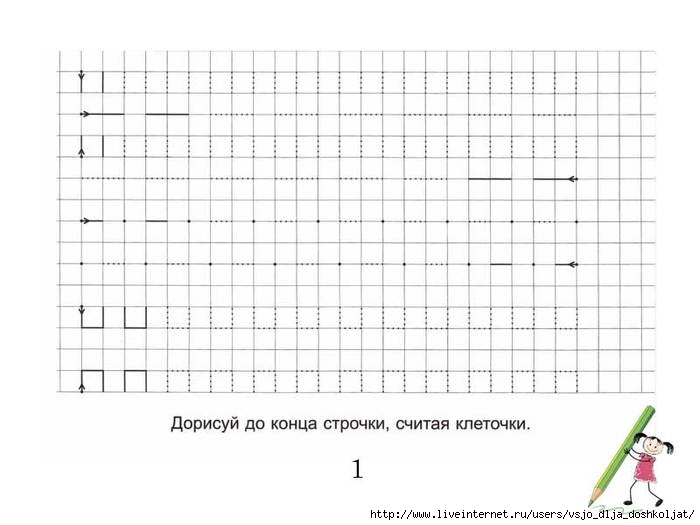 Дорисуй до конца строчки, считая клеточки.
1
http://www.liveinternet.ru/users/vsjo_dlja_doshkoljat/